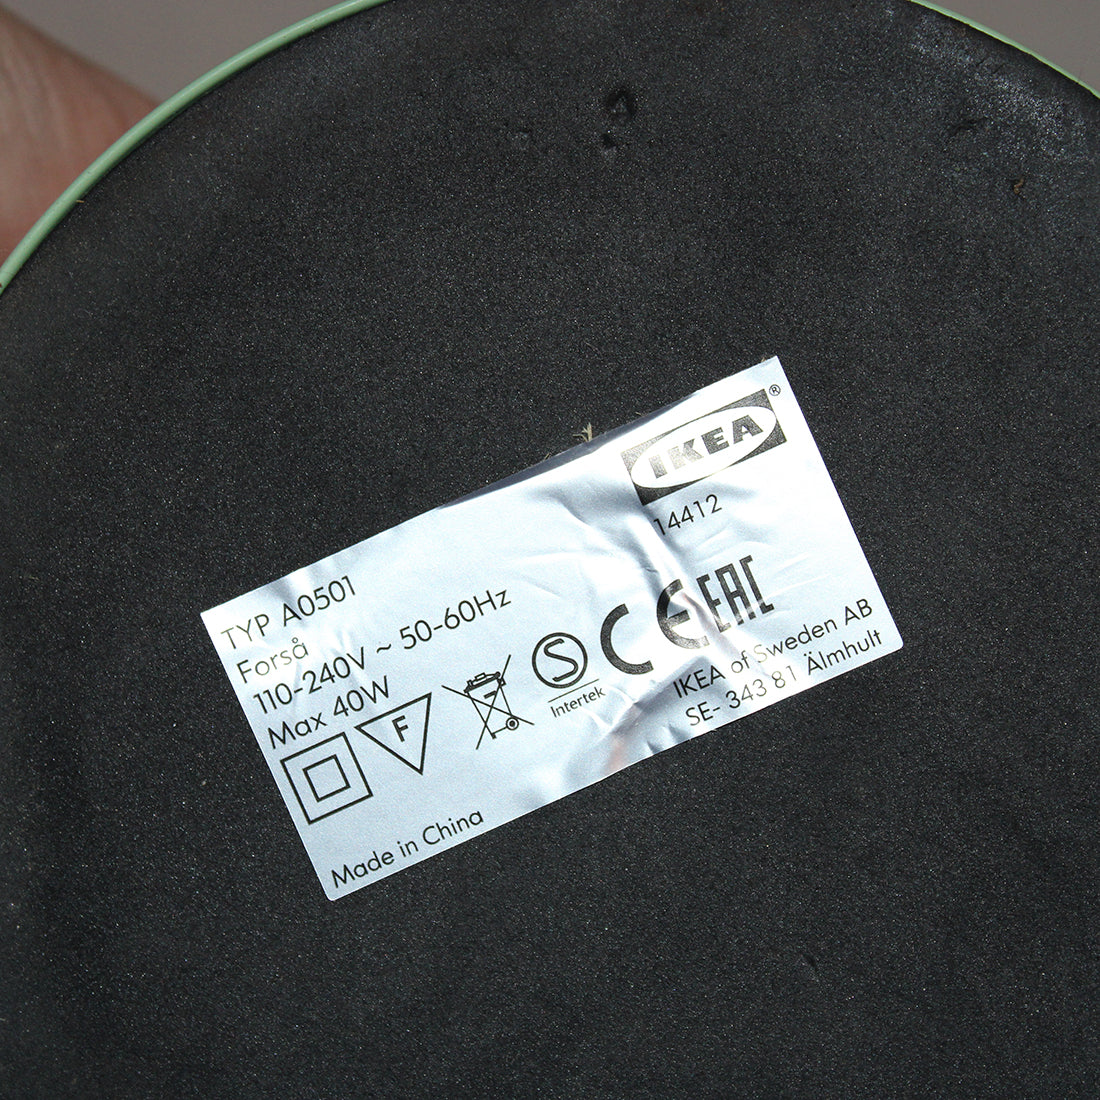 IKEA®
14412
TYP A0501
Forså
110-240V ~ 50-60Hz
Max 40W
F
S
Intertek
CE
EAC
IKEA of Sweden AB
SE- 343 81 Älmhult
Made in China